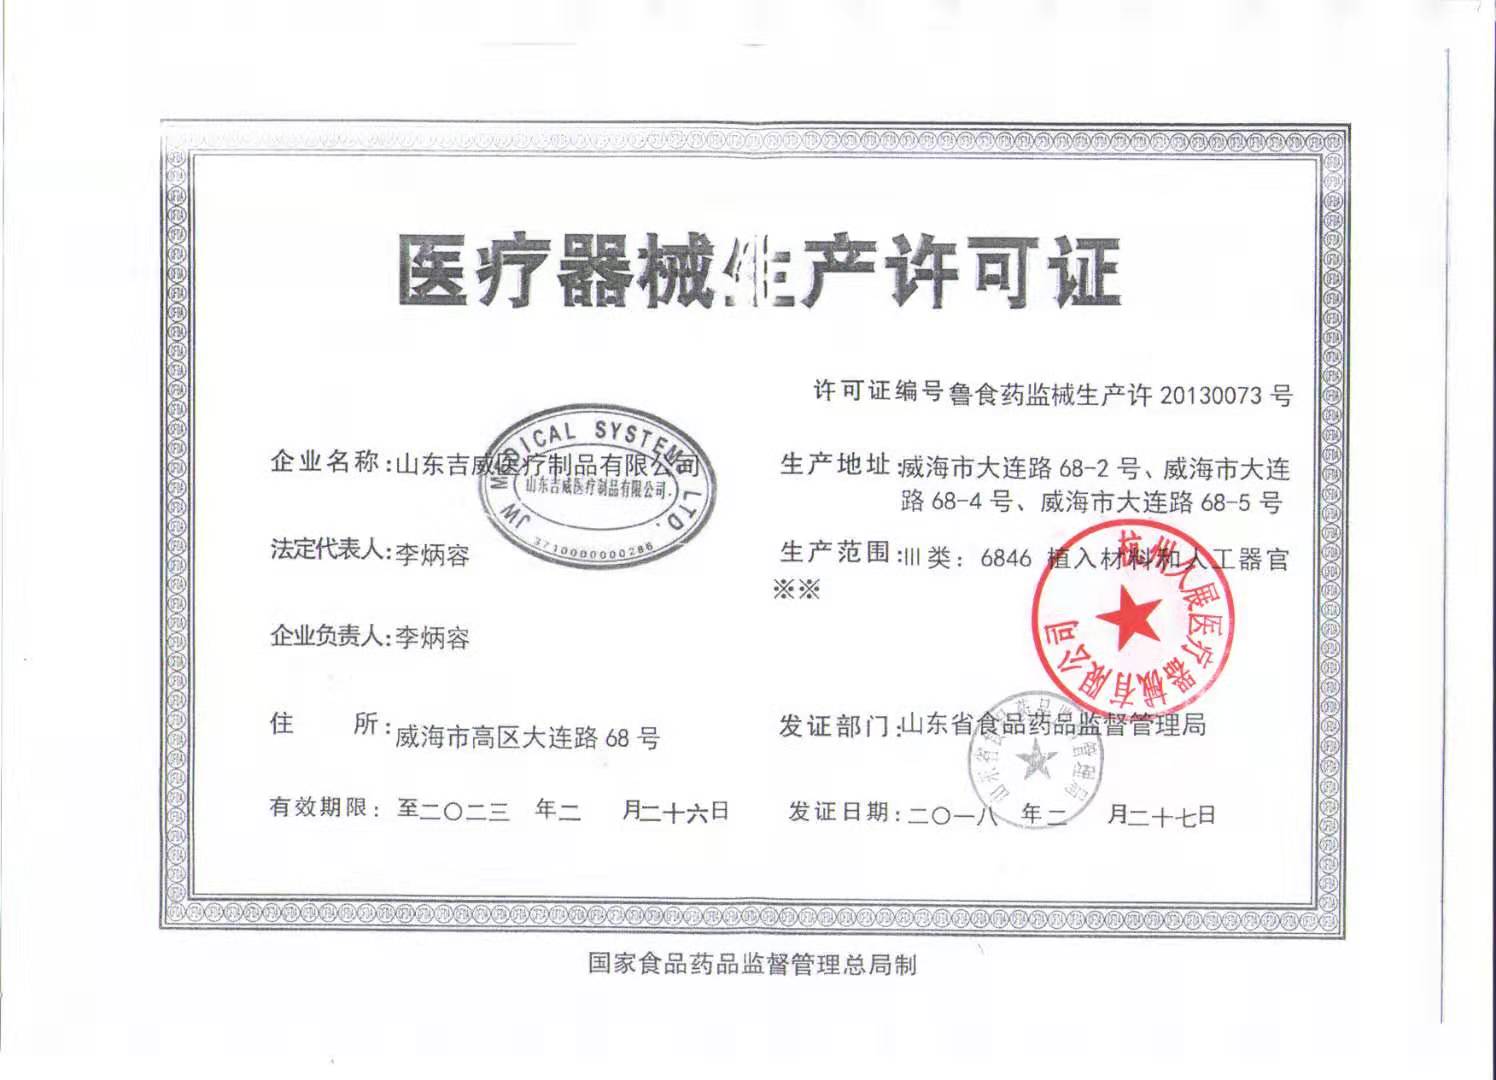 医疗器械生产许可证
许可证编号 鲁食药监械生产许 20130073 号
企业名称:山东吉威医疗制品有限公司
法定代表人:李炳容
企业负责人:李炳容
住 所:威海市高区大连路 68 号
有效期限: 至二〇二三 年二 月二十六日
生产地址:威海市大连路 68-2 号、威海市大连
路 68-4 号、威海市大连路 68-5 号
生产范围:III 类: 6846 植入材料和人工器官
※※
发证部门:山东省食品药品监督管理局
发证日期:二〇一八 年二 月二十七日
JW MEDICAL SYSTEMS LTD.
山东吉威医疗制品有限公司.
3710000000286
杭州久展医疗器械有限公司
山东省食品药品监督管理局
国家食品药品监督管理总局制